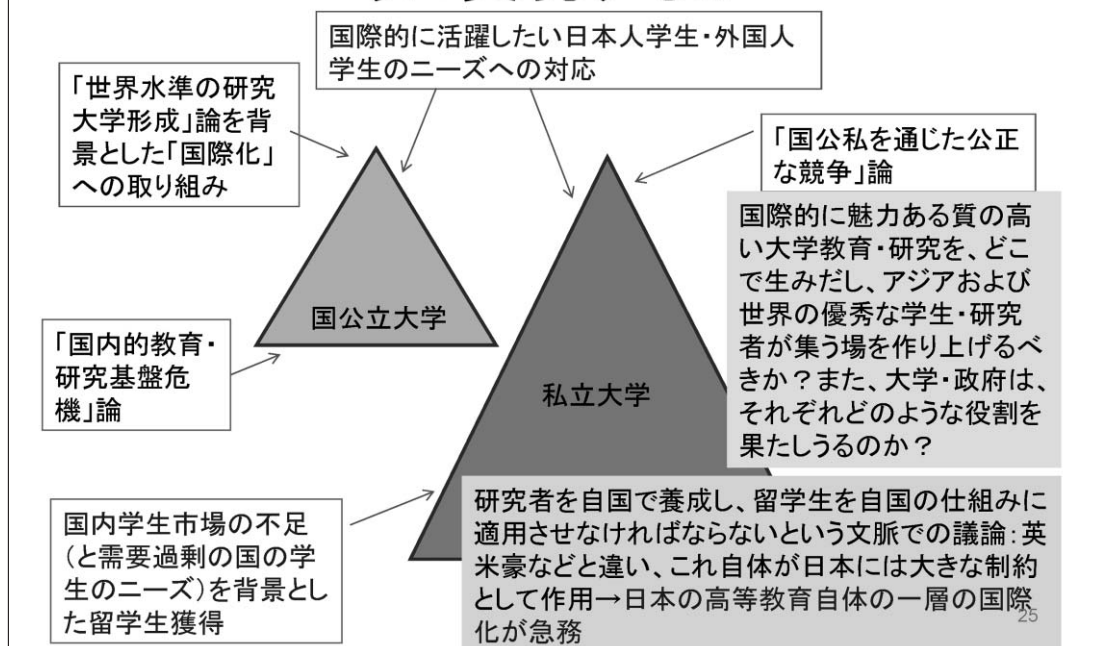 国際的に活躍したい日本人学生・外国人
学生のニーズへの対応
「世界水準の研究
大学形成」論を背
景とした「国際化」
への取り組み
「国公私を通じた公正
な競争」論
国際的に魅力ある質の高
い大学教育・研究を、どこ
で生みだし、アジアおよび
世界の優秀な学生・研究
者が集う場を作り上げるべ
きか？また、大学・政府は、
それぞれどのような役割を
果たしうるのか？
国公立大学
「国内的教育・
研究基盤危
機」論
私立大学
国内学生市場の不足
（と需要過剰の国の学
生のニーズ）を背景とし
た留学生獲得
研究者を自国で養成し、留学生を自国の仕組みに
適用させなければならないという文脈での議論：英
米豪などと違い、これ自体が日本には大きな制約
として作用→日本の高等教育自体の一層の国際
化が急務
25